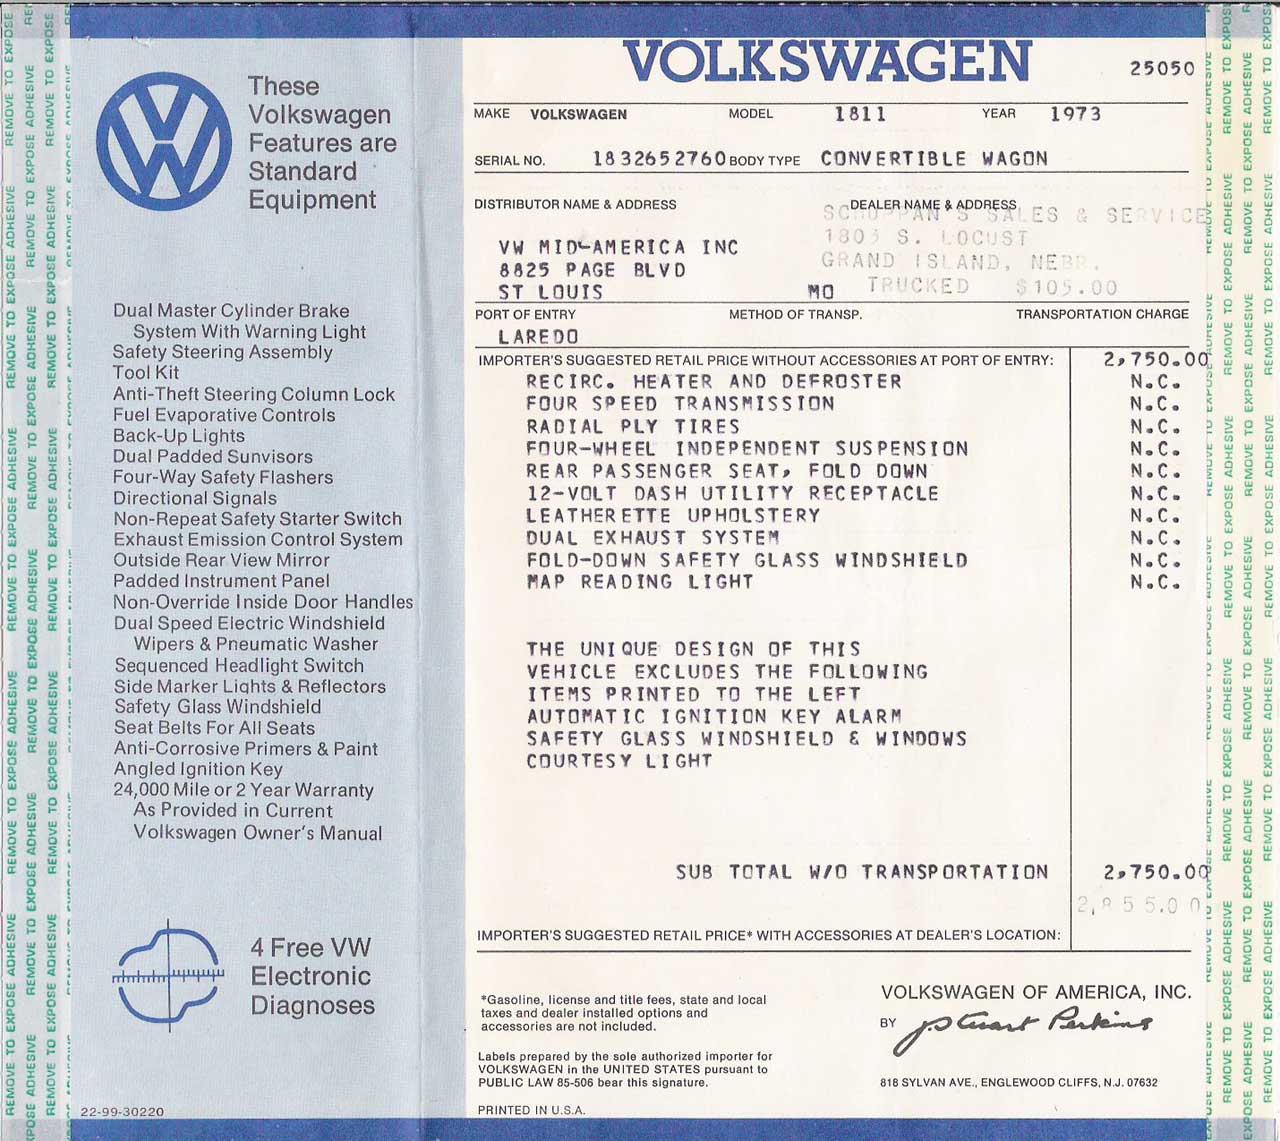 These
Volkswagen
Features are
Standard
Equipment
Dual Master Cylinder Brake
System With Warning Light
Safety Steering Assembly
Tool Kit
Anti-Theft Steering Column Lock
Fuel Evaporative Controls
Back-Up Lights
Dual Padded Sunvisors
Four-Way Safety Flashers
Directional Signals
Non-Repeat Safety Starter Switch
Exhaust Emission Control System
Outside Rear View Mirror
Padded Instrument Panel
Non-Override Inside Door Handles
Dual Speed Electric Windshield
Wipers & Pneumatic Washer
Sequenced Headlight Switch
Side Marker Lights & Reflectors
Safety Glass Windshield
Seat Belts For All Seats
Anti-Corrosive Primers & Paint
Angled Ignition Key
24,000 Mile or 2 Year Warranty
As Provided in Current
Volkswagen Owner's Manual
4 Free VW
Electronic
Diagnoses
22-99-30220
VOLKSWAGEN
25050
MAKE VOLKSWAGEN MODEL 1811 YEAR 1973
SERIAL NO. 1832652760 BODY TYPE CONVERTIBLE WAGON
DISTRIBUTOR NAME & ADDRESS DEALER NAME & ADDRESS
SCHUPPAN'S SALES & SERVICE
VW MID-AMERICA INC 1803 S. LOCUST
8825 PAGE BLVD GRAND ISLAND, NEBR.
ST LOUIS MO TRUCKED $105.00
PORT OF ENTRY METHOD OF TRANSP. TRANSPORTATION CHARGE
LAREDO
IMPORTER'S SUGGESTED RETAIL PRICE WITHOUT ACCESSORIES AT PORT OF ENTRY: 2,750.00
RECIRC. HEATER AND DEFROSTER N.C.
FOUR SPEED TRANSMISSION N.C.
RADIAL PLY TIRES N.C.
FOUR-WHEEL INDEPENDENT SUSPENSION N.C.
REAR PASSENGER SEAT, FOLD DOWN N.C.
12-VOLT DASH UTILITY RECEPTACLE N.C.
LEATHERETTE UPHOLSTERY N.C.
DUAL EXHAUST SYSTEM N.C.
FOLD-DOWN SAFETY GLASS WINDSHIELD N.C.
MAP READING LIGHT N.C.
THE UNIQUE DESIGN OF THIS
VEHICLE EXCLUDES THE FOLLOWING
ITEMS PRINTED TO THE LEFT
AUTOMATIC IGNITION KEY ALARM
SAFETY GLASS WINDSHIELD & WINDOWS
COURTESY LIGHT
SUB TOTAL W/O TRANSPORTATION 2,750.00
2,855.00
IMPORTER'S SUGGESTED RETAIL PRICE* WITH ACCESSORIES AT DEALER'S LOCATION:
*Gasoline, license and title fees, state and local
taxes and dealer installed options and
accessories are not included.
Labels prepared by the sole authorized importer for
VOLKSWAGEN in the UNITED STATES pursuant to
PUBLIC LAW 85-506 bear this signature.
PRINTED IN U.S.A.
VOLKSWAGEN OF AMERICA, INC.
BY J. Stuart Perkins
818 SYLVAN AVE., ENGLEWOOD CLIFFS, N.J. 07632
REMOVE TO EXPOSE ADHESIVE